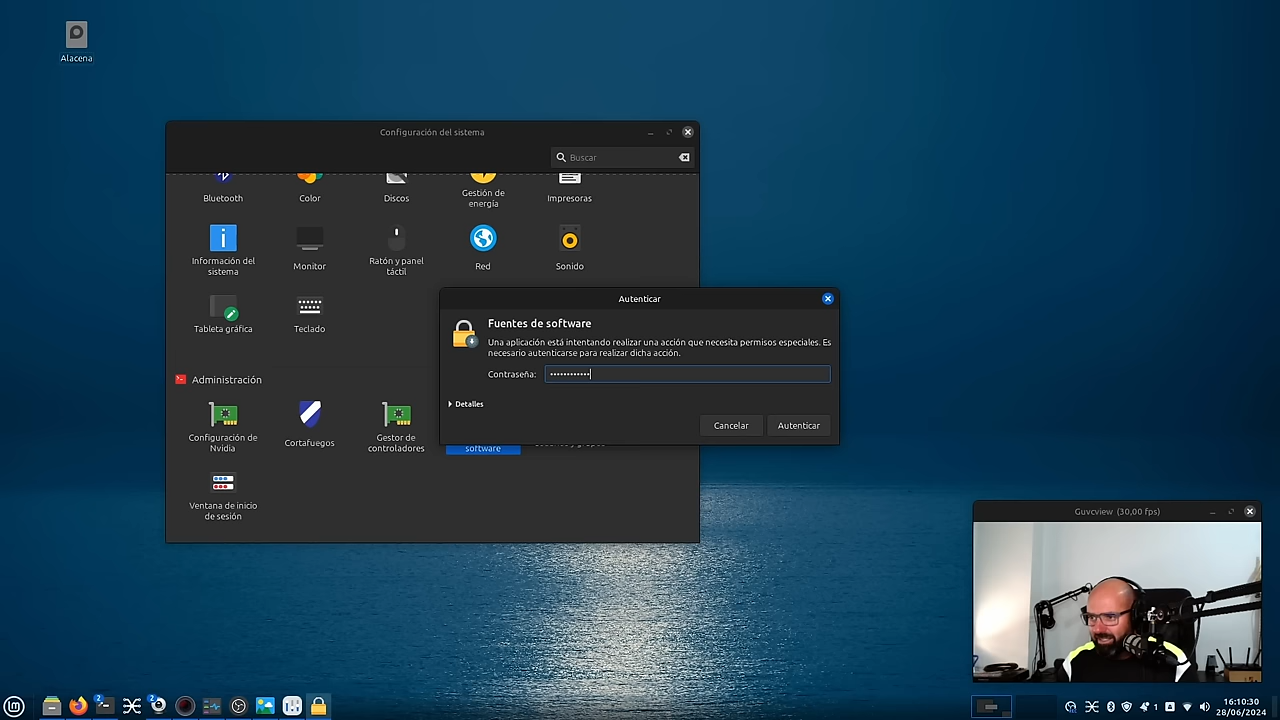 Alacena
Configuración del sistema
Buscar
Bluetooth
Color
Discos
Gestión de
energía
Impresoras
Información del
sistema
Monitor
Ratón y panel
táctil
Red
Sonido
Tableta gráfica
Teclado
Administración
Configuración de
Nvidia
Cortafuegos
Gestor de
controladores
software
Ventana de inicio
de sesión
Autenticar
Fuentes de software
Una aplicación está intentando realizar una acción que necesita permisos especiales. Es
necesario autenticarse para realizar dicha acción.
Contraseña: ••••••••••••
Detalles
Cancelar
Autenticar
Guvcview (30,00 fps)
2
2
1
A
16:10:30
28/06/2024